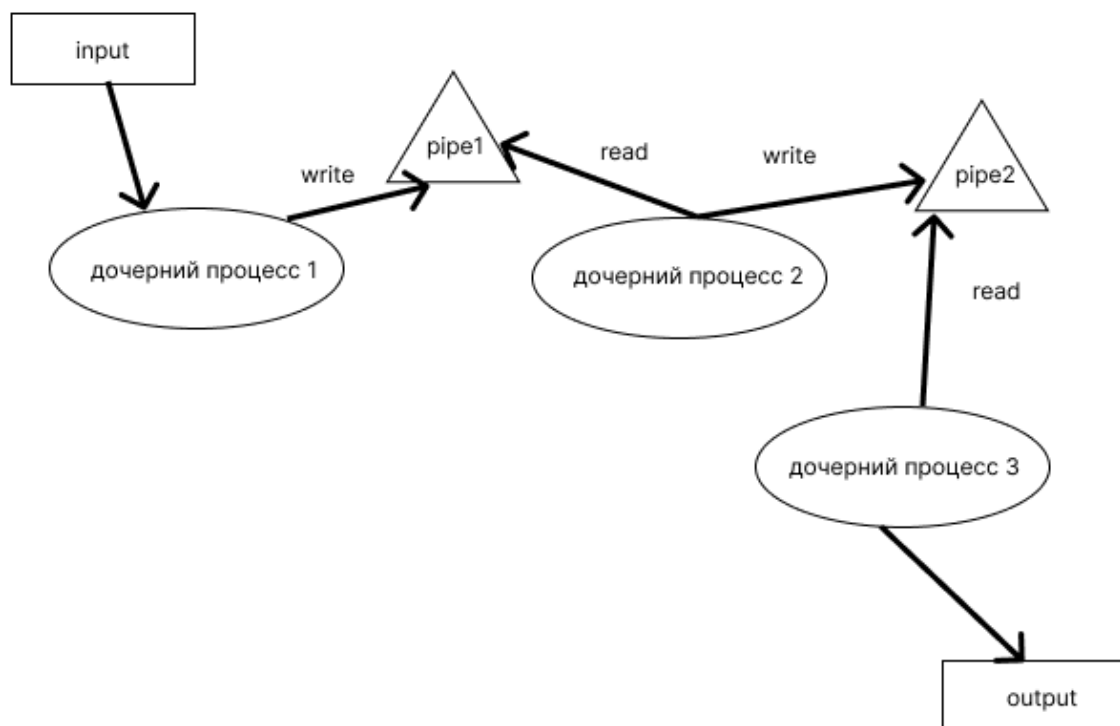 input
pipe1
write
read
write
pipe2
дочерний процесс 1
дочерний процесс 2
read
дочерний процесс 3
output